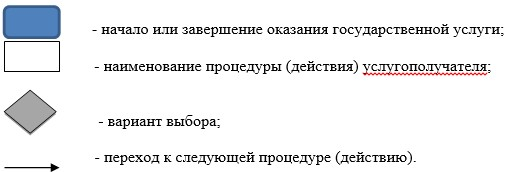 - начало или завершение оказания государственной услуги;
- наименование процедуры (действия) услугополучателя;
- вариант выбора;
- переход к следующей процедуре (действию).